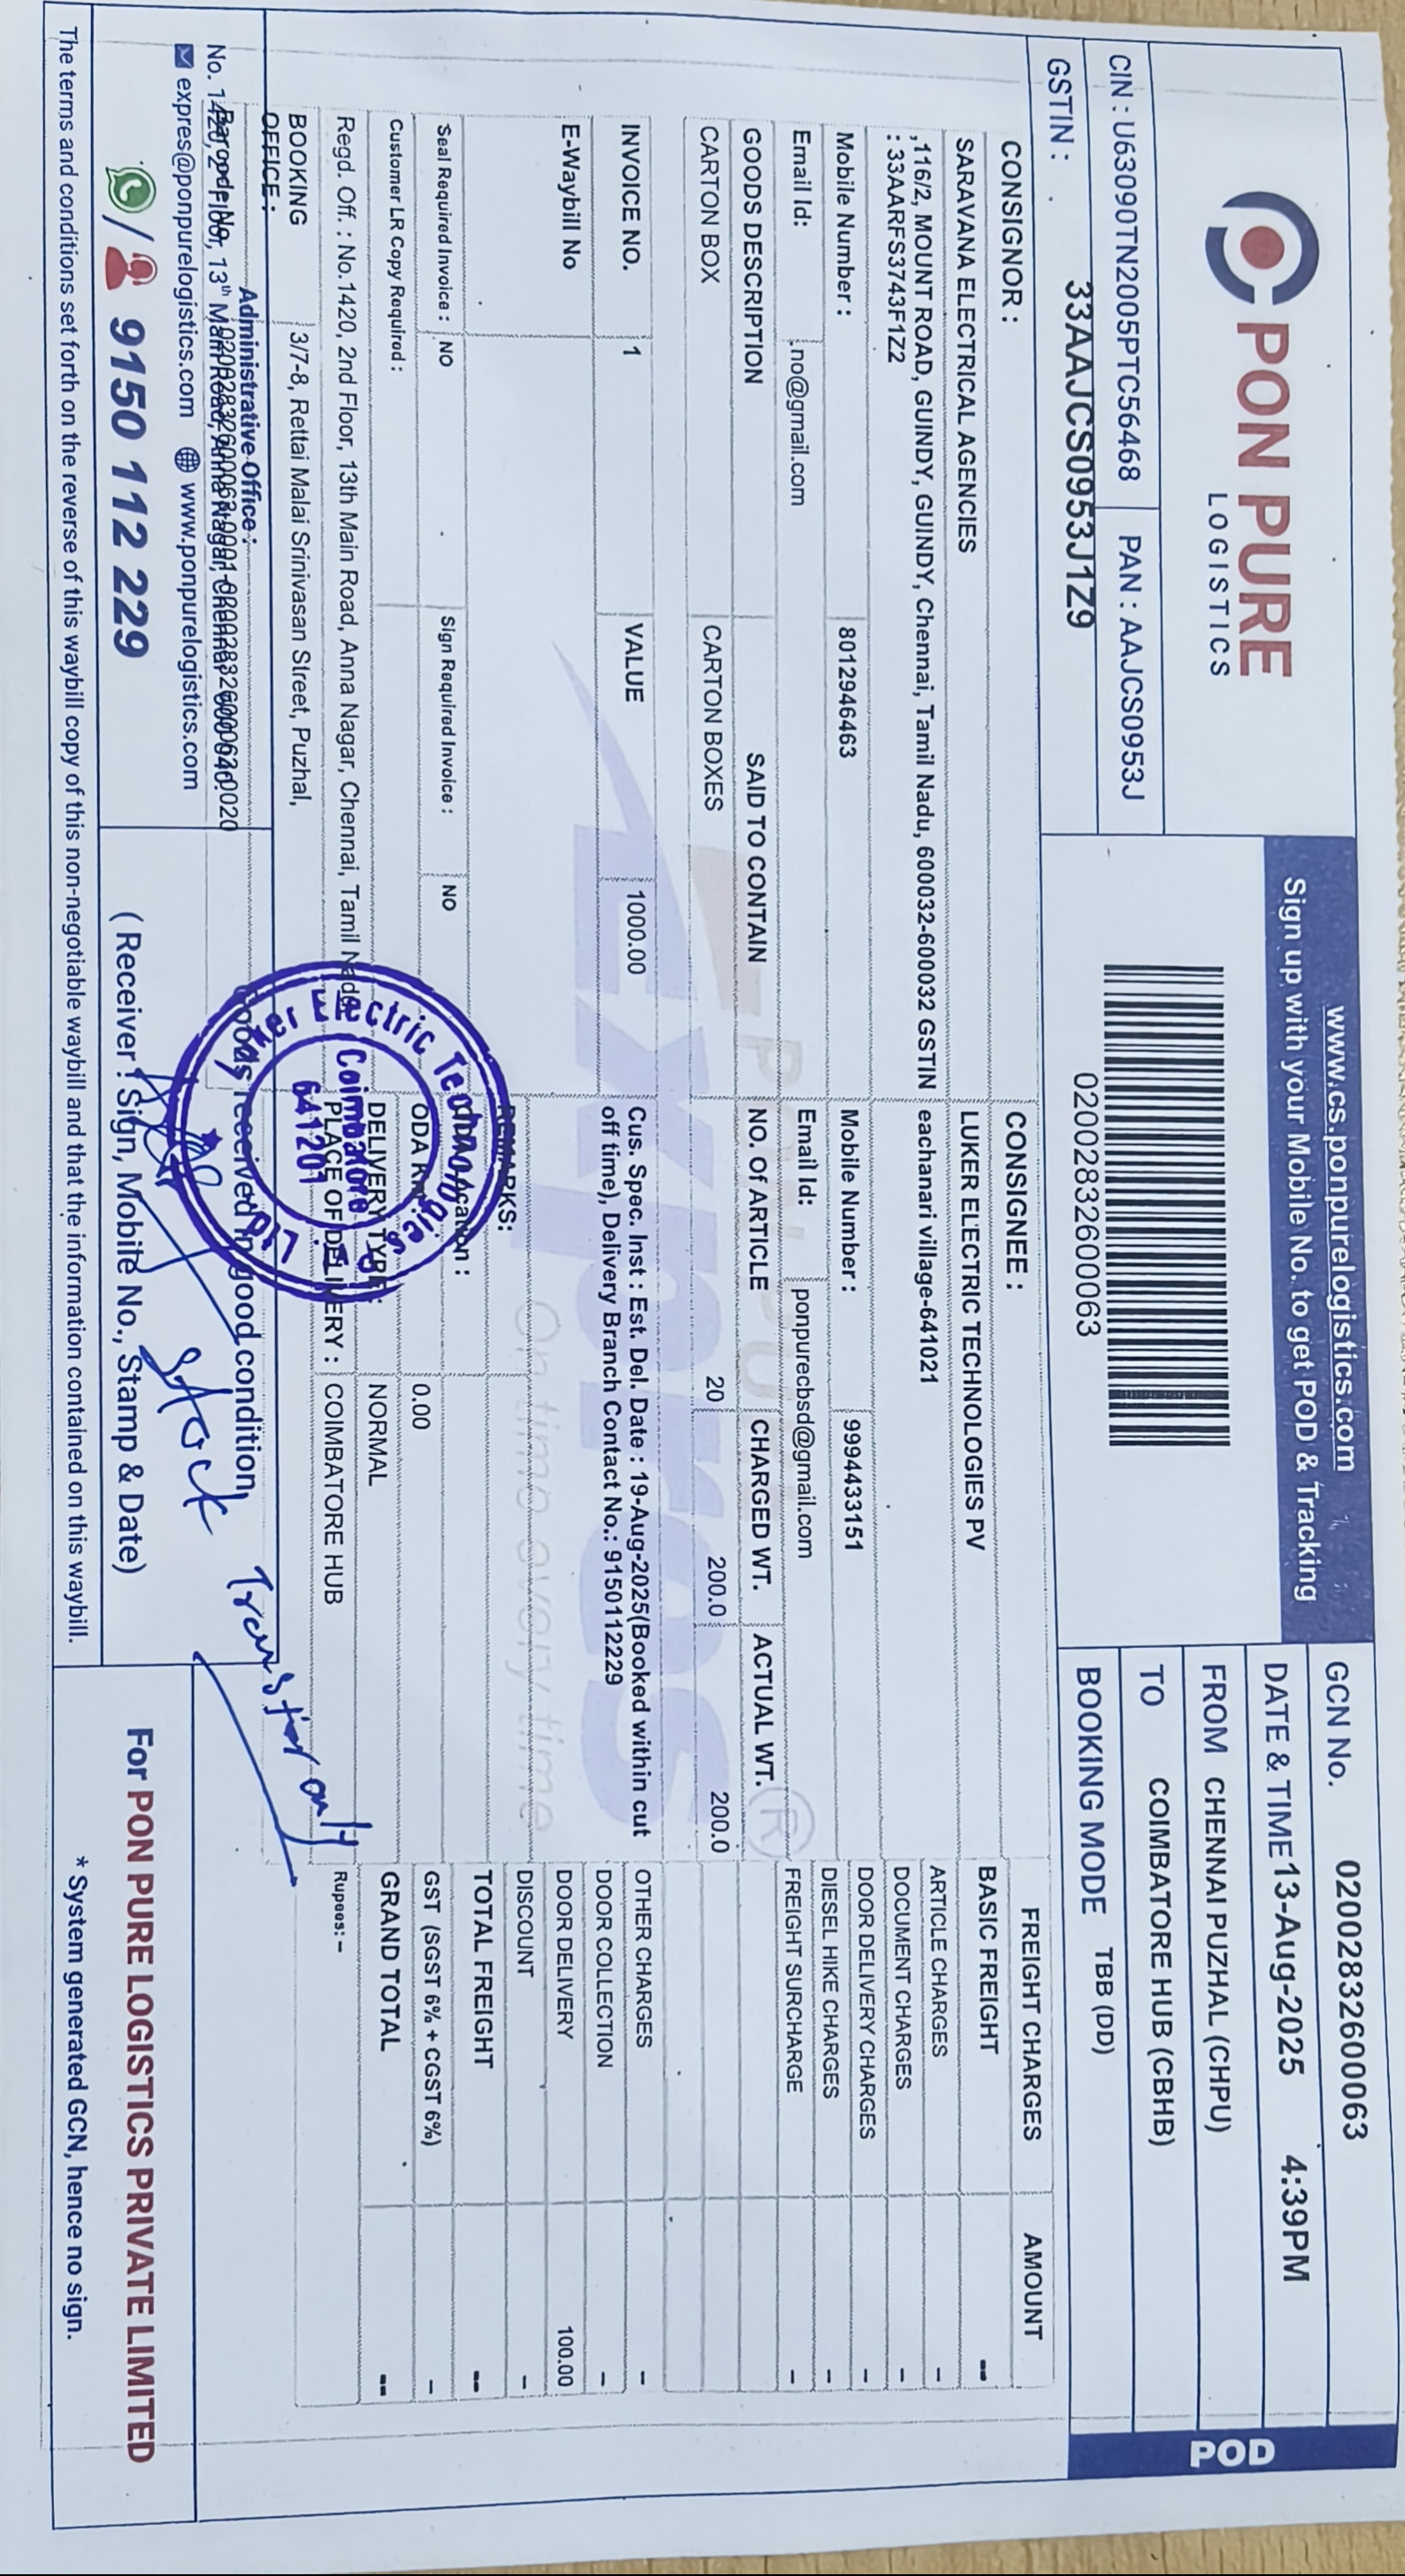 PON PURE
LOGISTICS
CIN : U63090TN2005PTC56468
PAN : AAJCS0953J
GSTIN :
33AAJCS0953J1Z9
www.cs.ponpurelogistics.com
Sign up with your Mobile No. to get POD & Tracking
02002832600063
GCN No. 02002832600063
DATE & TIME 13-Aug-2025 4:39PM
FROM CHENNAI PUZHAL (CHPU)
TO COIMBATORE HUB (CBHB)
BOOKING MODE TBB (DD)
POD
CONSIGNOR :
SARAVANA ELECTRICAL AGENCIES
,116/2, MOUNT ROAD, GUINDY, GUINDY, Chennai, Tamil Nadu, 600032-600032 GSTIN
: 33AARFS3743F1Z2
Mobile Number : 8012946463
Email Id: no@gmail.com
CONSIGNEE :
LUKER ELECTRIC TECHNOLOGIES PV
eachanari village-641021
Mobile Number : 9994433151
Email Id: ponpurecbsd@gmail.com
GOODS DESCRIPTION SAID TO CONTAIN NO. Of ARTICLE CHARGED WT. ACTUAL WT.
CARTON BOX CARTON BOXES 20 200.0 200.0
INVOICE NO. 1 VALUE 1000.00
Cus. Spec. Inst : Est. Del. Date : 19-Aug-2025(Booked within cut
off time), Delivery Branch Contact No.: 9150112229
E-Waybill No
REMARKS:
Seal Required Invoice : NO Sign Required Invoice : NO
Customer LR Copy Required :
0.00
DELIVERY TYPE: NORMAL
PLACE OF DELIVERY : COIMBATORE HUB
Regd. Off. : No.1420, 2nd Floor, 13th Main Road, Anna Nagar, Chennai, Tamil
BOOKING
OFFICE :
3/7-8, Rettai Malai Srinivasan Street, Puzhal,
FREIGHT CHARGES AMOUNT
BASIC FREIGHT --
ARTICLE CHARGES -
DOCUMENT CHARGES -
DOOR DELIVERY CHARGES -
DIESEL HIKE CHARGES -
FREIGHT SURCHARGE -
OTHER CHARGES -
DOOR COLLECTION -
DOOR DELIVERY 100.00
DISCOUNT -
TOTAL FREIGHT --
GST (SGST 6% + CGST 6%) -
GRAND TOTAL --
Rupees:-
PON PURE
Express
On time every time
Electric Technologies
Coimbatore
641201
Administrative Office :
expres@ponpurelogistics.com www.ponpurelogistics.com
9150 112 229
received in good condition,
Stock Transfer only
( Receiver : Sign, Mobile No., Stamp & Date)
For PON PURE LOGISTICS PRIVATE LIMITED
The terms and conditions set forth on the reverse of this waybill copy of this non-negotiable waybill and that the information contained on this waybill.
* System generated GCN, hence no sign.